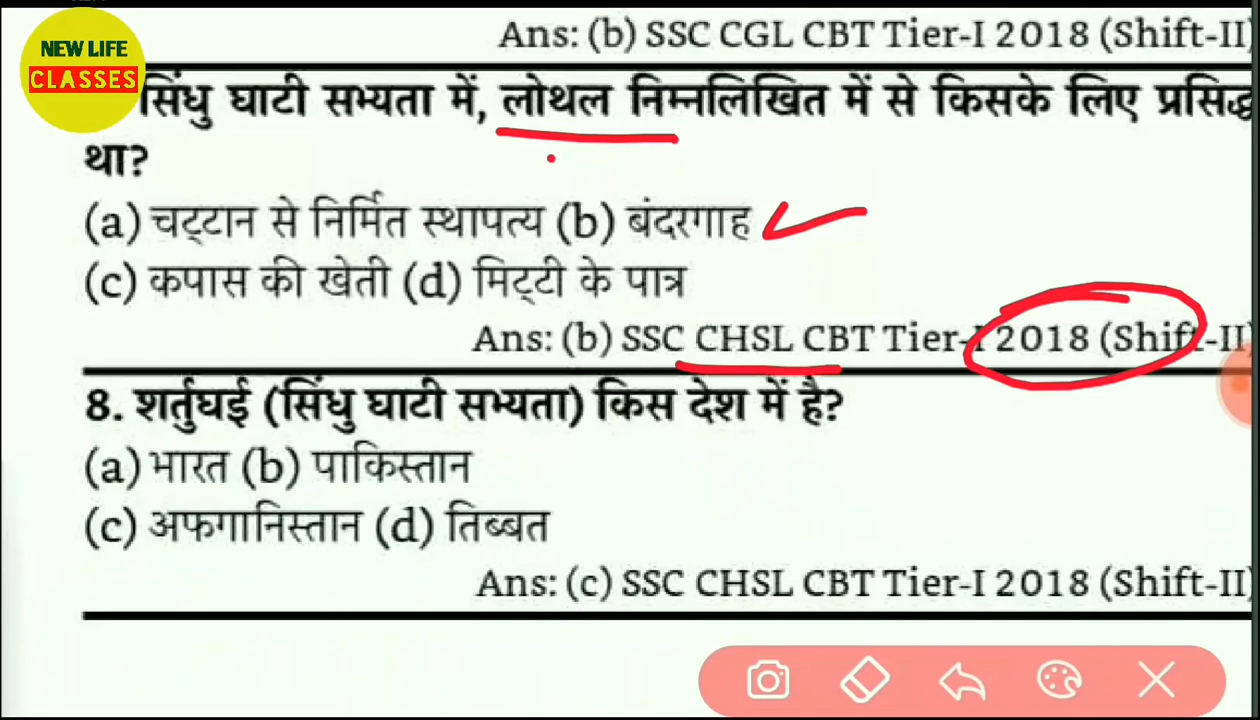 Ans: (b) SSC CGL CBT Tier-I 2018 (Shift-II)
NEW LIFE
CLASSES
सिंधु घाटी सभ्यता में, लोथल निम्नलिखित में से किसके लिए प्रसिद्ध
था?
(a) चट्टान से निर्मित स्थापत्य (b) बंदरगाह
(c) कपास की खेती (d) मिट्टी के पात्र
Ans: (b) SSC CHSL CBT Tier-I 2018 (Shift-II)
8. शर्तुघई (सिंधु घाटी सभ्यता) किस देश में है?
(a) भारत (b) पाकिस्तान
(c) अफगानिस्तान (d) तिब्बत
Ans: (c) SSC CHSL CBT Tier-I 2018 (Shift-II)